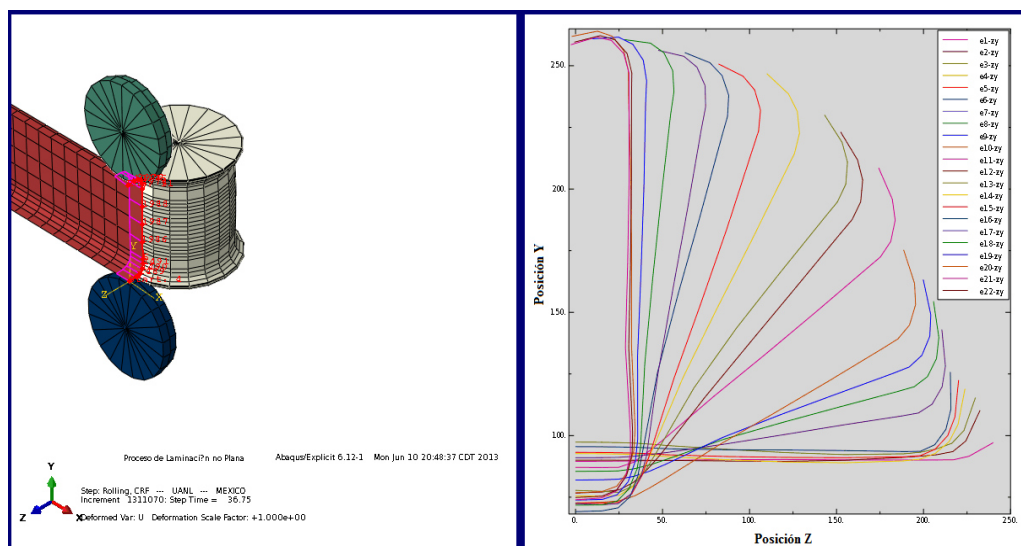 Y
Z
X
Proceso de Laminaci?n no Plana
Abaqus/Explicit 6.12-1 Mon Jun 10 20:48:37 CDT 2013
Y
Z
X
Step: Rolling, CRF --- UANL --- MEXICO
Increment 1311070: Step Time = 36.75
Deformed Var: U Deformation Scale Factor: +1.000e+00
Posición Y
250.
200.
150.
100.
0.
50.
100.
150.
200.
250.
Posición Z
e1-zy
e2-zy
e3-zy
e4-zy
e5-zy
e6-zy
e7-zy
e8-zy
e9-zy
e10-zy
e11-zy
e12-zy
e13-zy
e14-zy
e15-zy
e16-zy
e17-zy
e18-zy
e19-zy
e20-zy
e21-zy
e22-zy